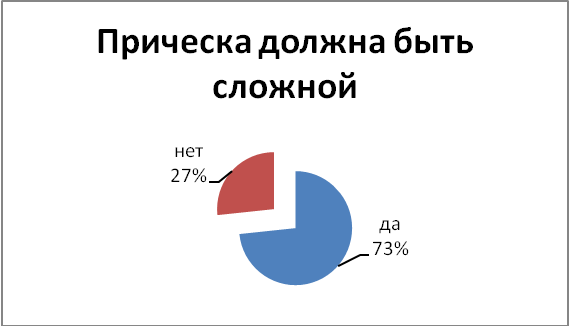 Прическа должна быть
сложной
нет
27%
да
73%